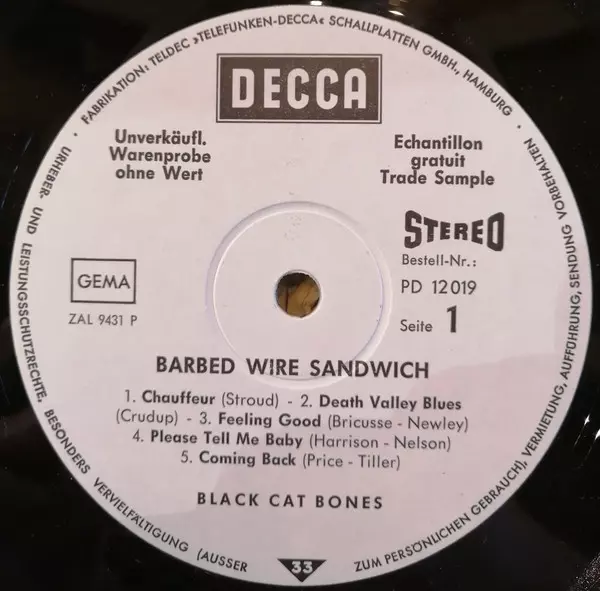 FABRIKATION: TELDEC »TELEFUNKEN-DECCA« SCHALLPLATTEN GMBH., HAMBURG •
URHEBER- UND LEISTUNGSSCHUTZRECHTE, BESONDERS VERVIELFÄLTIGUNG (AUSSER ZUM PERSÖNLICHEN GEBRAUCH), VERMIETUNG, AUFFÜHRUNG, SENDUNG VORBEHALTEN •
DECCA
Unverkäufl.
Warenprobe
ohne Wert
Echantillon
gratuit
Trade Sample
STEREO
Bestell-Nr.:
PD 12 019
Seite 1
GEMA
ZAL 9431 P
BARBED WIRE SANDWICH
1. Chauffeur (Stroud) - 2. Death Valley Blues
(Crudup) - 3. Feeling Good (Bricusse - Newley)
4. Please Tell Me Baby (Harrison - Nelson)
5. Coming Back (Price - Tiller)
BLACK CAT BONES
33